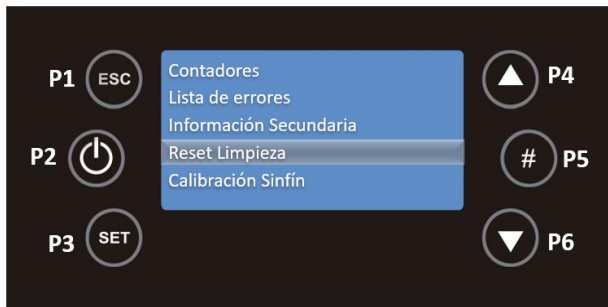 P1
ESC
P2
P3
SET
Contadores
Lista de errores
Información Secundaria
Reset Limpieza
Calibración Sinfín
P4
#
P5
P6